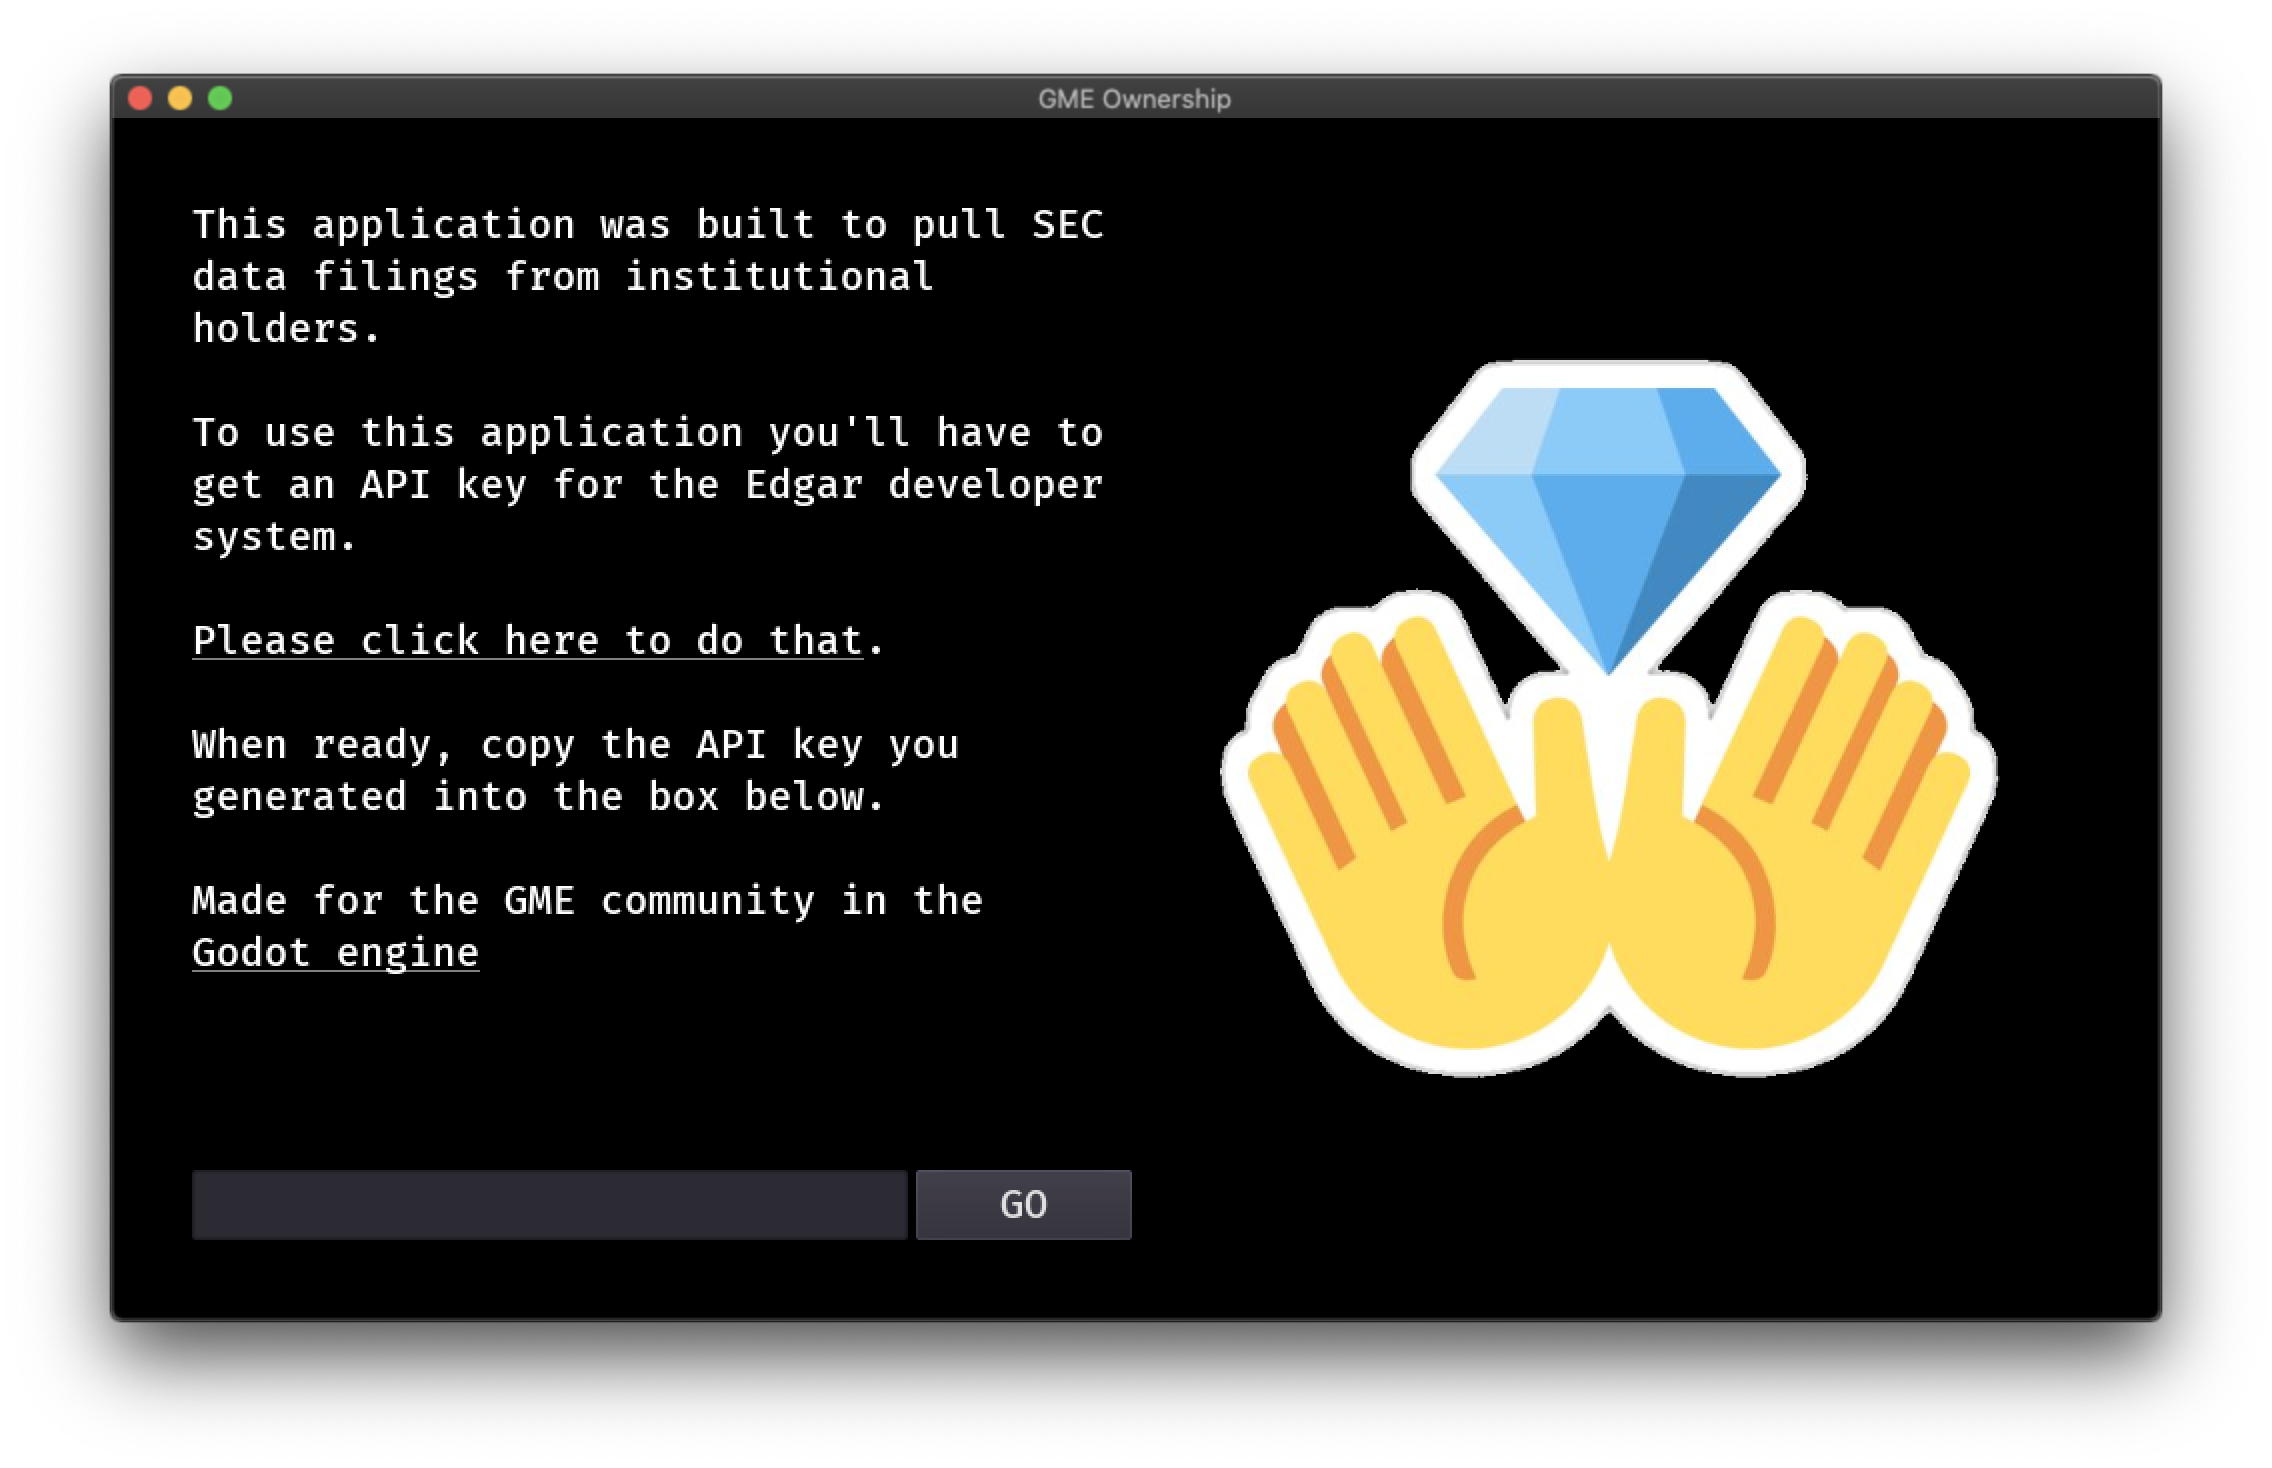 GME Ownership
This application was built to pull SEC
data filings from institutional
holders.
To use this application you'll have to
get an API key for the Edgar developer
system.
Please click here to do that.
When ready, copy the API key you
generated into the box below.
Made for the GME community in the
Godot engine
GO